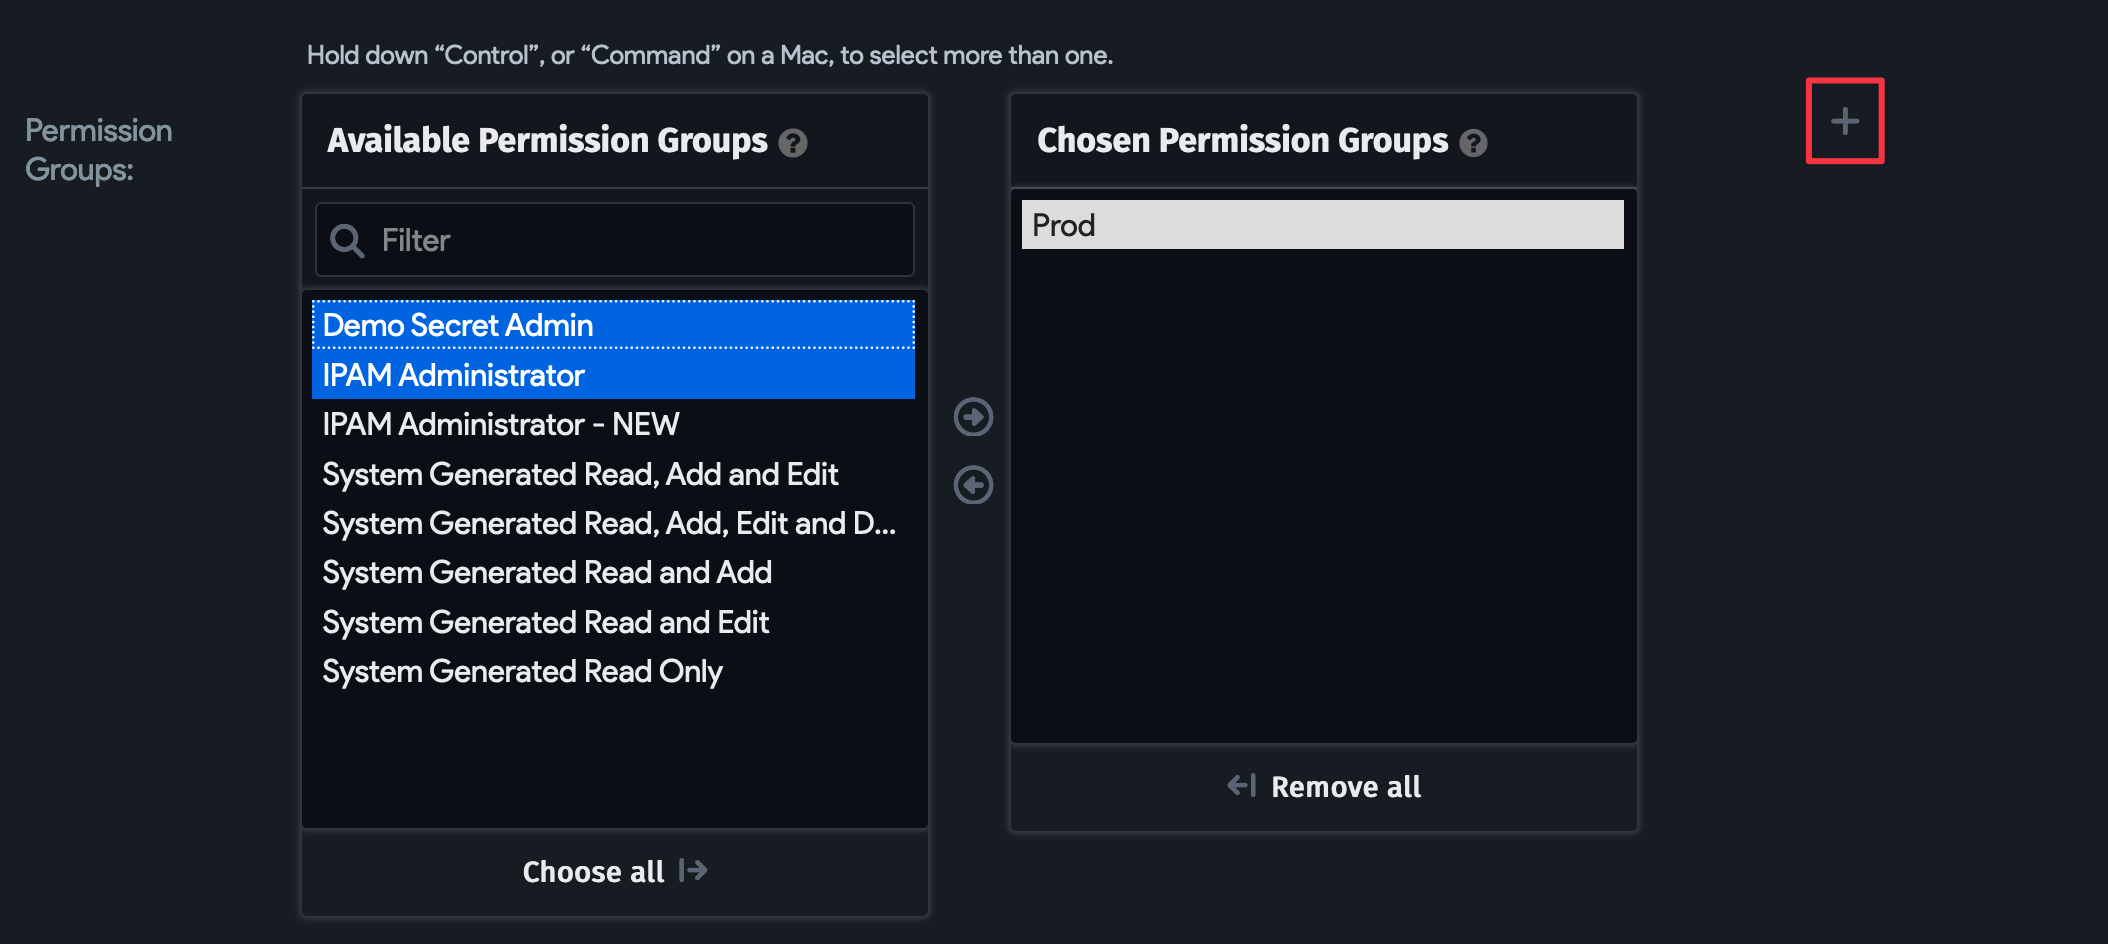 Hold down “Control”, or “Command” on a Mac, to select more than one.
Permission
Groups:
Available Permission Groups ?
Filter
Demo Secret Admin
IPAM Administrator
IPAM Administrator - NEW
System Generated Read, Add and Edit
System Generated Read, Add, Edit and D...
System Generated Read and Add
System Generated Read and Edit
System Generated Read Only
Choose all
Chosen Permission Groups ?
Prod
Remove all